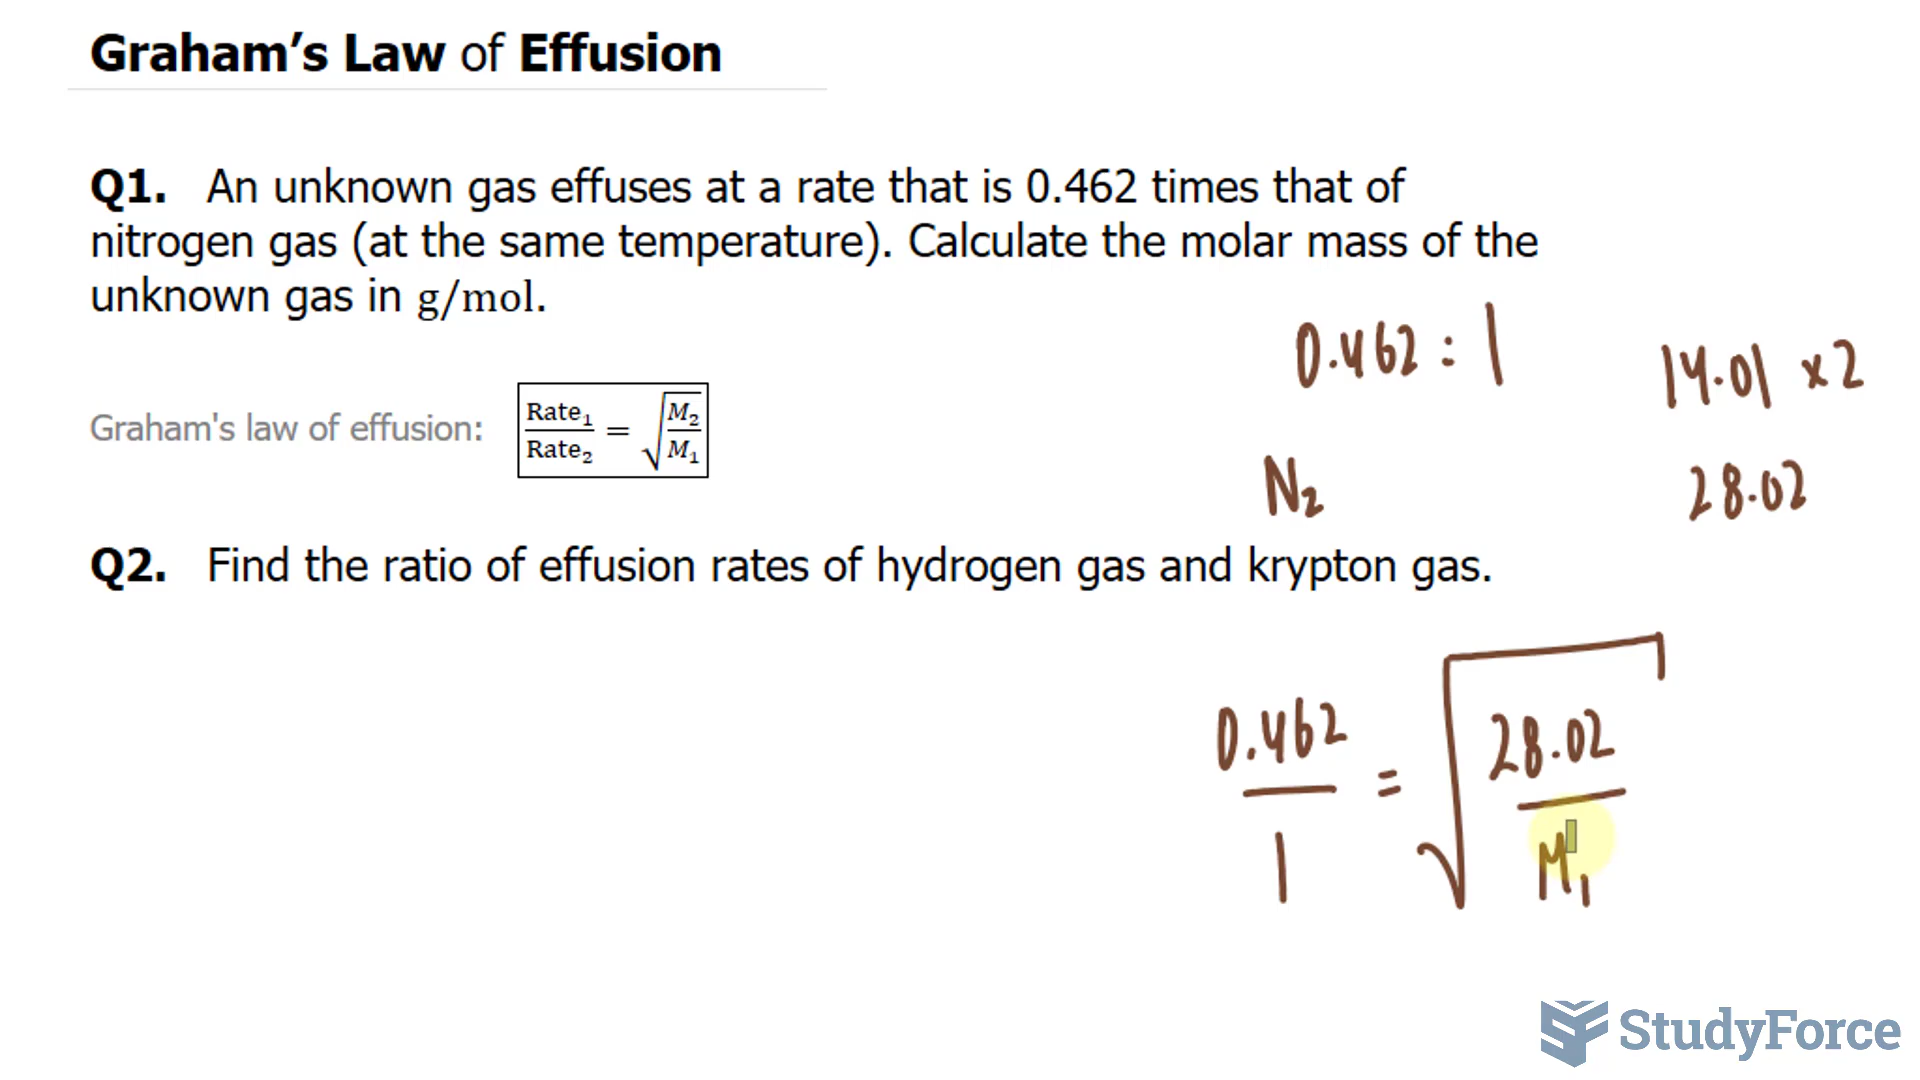 Graham’s Law of Effusion
Q1. An unknown gas effuses at a rate that is 0.462 times that of
nitrogen gas (at the same temperature). Calculate the molar mass of the
unknown gas in g/mol.
0.462 : 1
14.01 x 2
Graham's law of effusion:
Rate₁/Rate₂ = √(M₂/M₁)
N₂
28.02
Q2. Find the ratio of effusion rates of hydrogen gas and krypton gas.
0.462/1 = √(28.02/M₁)
StudyForce